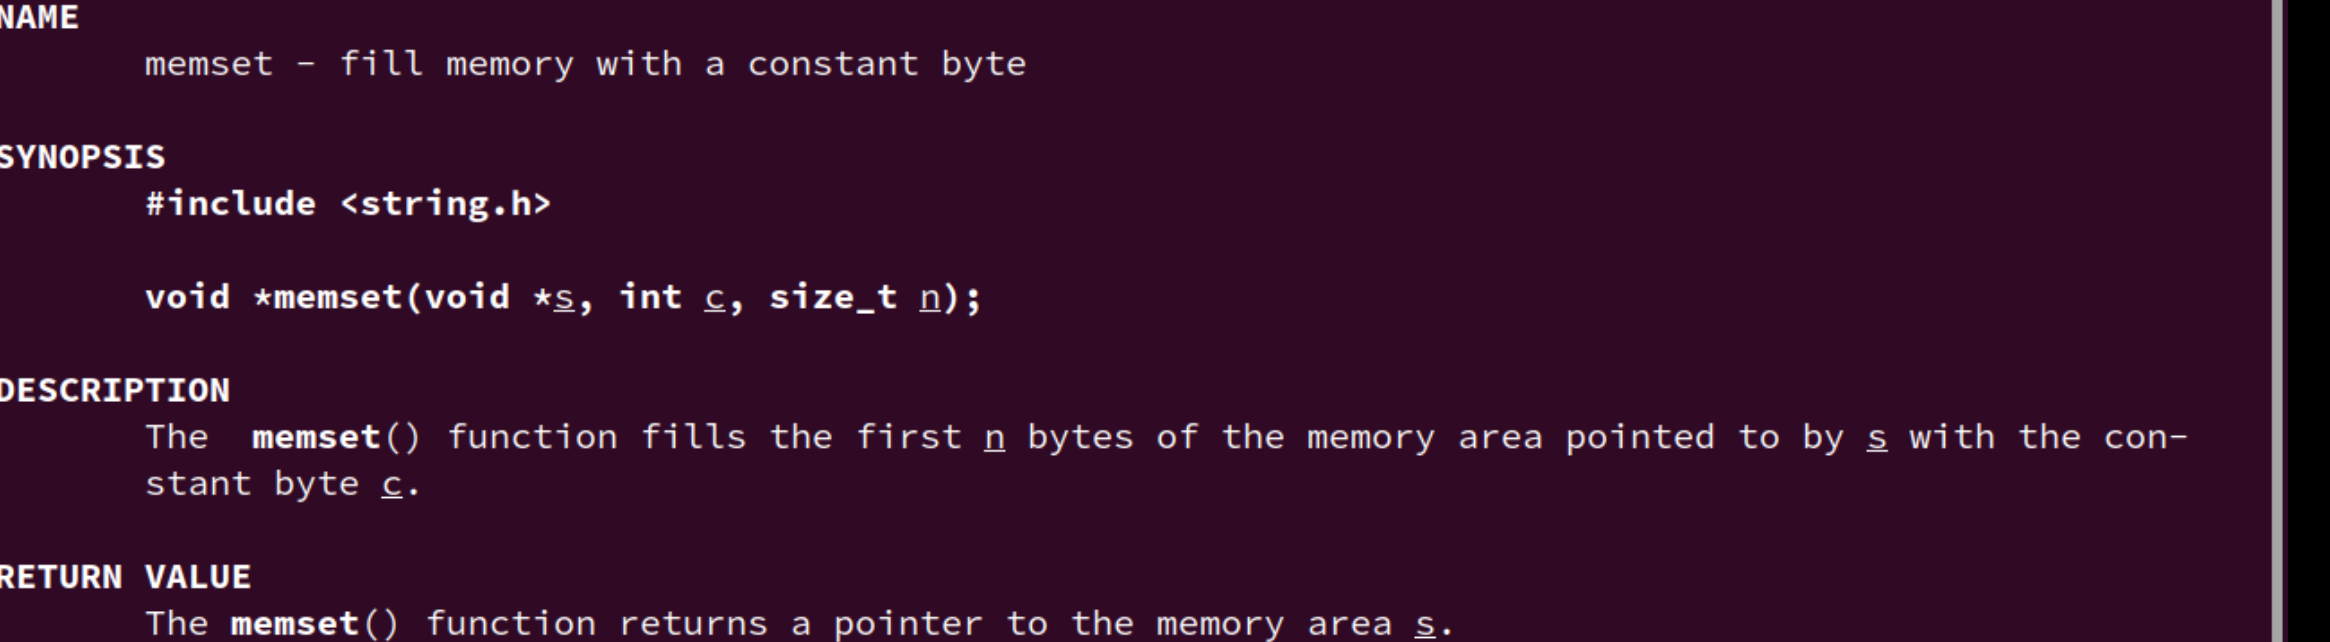 NAME
memset - fill memory with a constant byte
SYNOPSIS
#include <string.h>
void *memset(void *s, int c, size_t n);
DESCRIPTION
The  memset() function fills the first n bytes of the memory area pointed to by s with the con-
stant byte c.
RETURN VALUE
The memset() function returns a pointer to the memory area s.